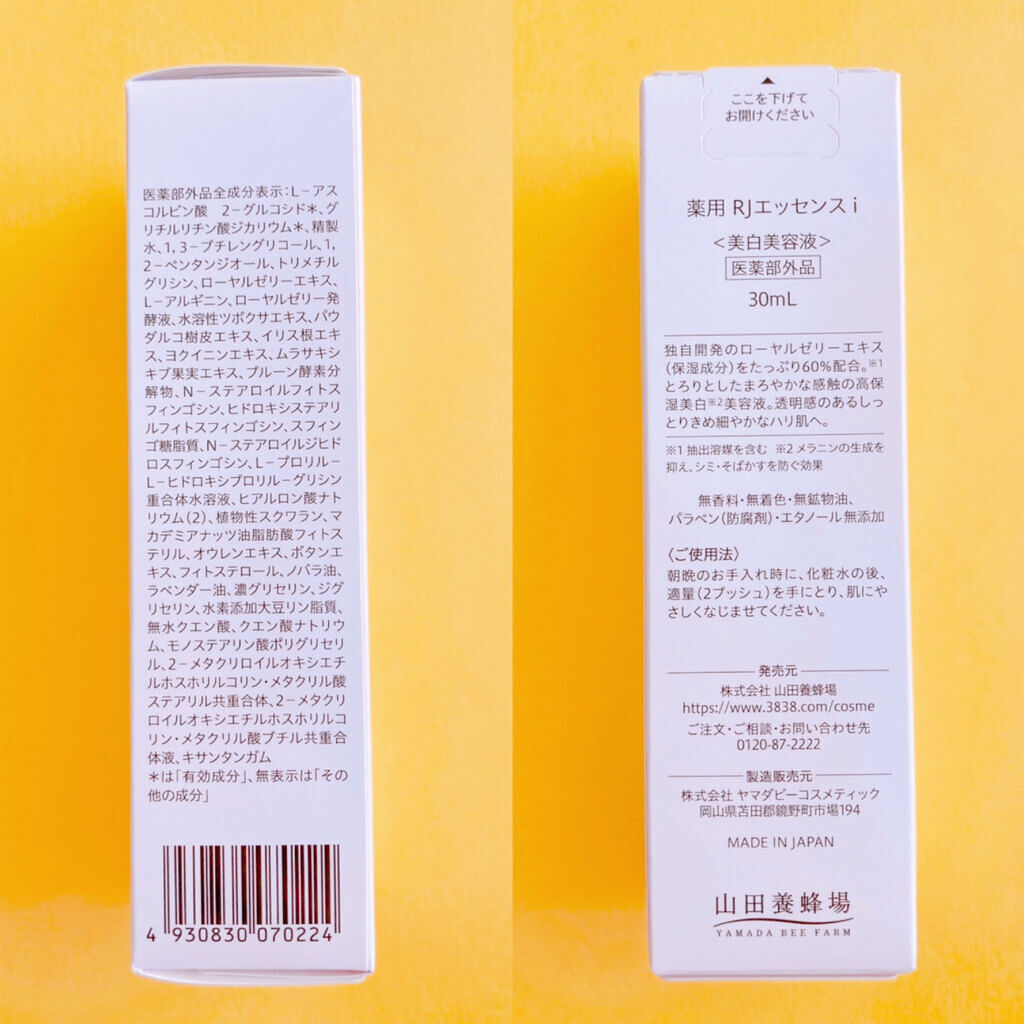 医薬部外品全成分表示：L－アス
コルビン酸　2－グルコシド＊、グ
リチルリチン酸ジカリウム＊、精製
水、1，3－ブチレングリコール、1，
2－ペンタンジオール、トリメチル
グリシン、ローヤルゼリーエキス、
L－アルギニン、ローヤルゼリー発
酵液、水溶性ツボクサエキス、パウ
ダルコ樹皮エキス、イリス根エキ
ス、ヨクイニンエキス、ムラサキシ
キブ果実エキス、プルーン酵素分
解物、N－ステアロイルフィトス
フィンゴシン、ヒドロキシステアリ
ルフィトスフィンゴシン、スフィン
ゴ糖脂質、N－ステアロイルジヒド
ロスフィンゴシン、L－プロリル－
L－ヒドロキシプロリル－グリシン
重合体水溶液、ヒアルロン酸ナト
リウム（2）、植物性スクワラン、マ
カデミアナッツ油脂肪酸フィトス
テリル、オウレンエキス、ボタンエ
キス、フィトステロール、ノバラ油、
ラベンダー油、濃グリセリン、ジグ
リセリン、水素添加大豆リン脂質、
無水クエン酸、クエン酸ナトリウ
ム、モノステアリン酸ポリグリセリ
ル、2－メタクリロイルオキシエチ
ルホスホリルコリン・メタクリル酸
ステアリル共重合体、2－メタクリ
ロイルオキシエチルホスホリルコ
リン・メタクリル酸ブチル共重合
体液、キサンタンガム
＊は「有効成分」、無表示は「その
他の成分」
4 930830 070224
ここを下げて
お開けください
薬用 RJエッセンス i
＜美白美容液＞
医薬部外品
30mL
独自開発のローヤルゼリーエキス
（保湿成分）をたっぷり60％配合。※1
とろりとしたまろやかな感触の高保
湿美白※2美容液。透明感のあるしっ
とりきめ細やかなハリ肌へ。
※1 抽出溶媒を含む ※2 メラニンの生成を
抑え、シミ・そばかすを防ぐ効果
無香料・無着色・無鉱物油、
パラベン（防腐剤）・エタノール無添加
〈ご使用法〉
朝晩のお手入れ時に、化粧水の後、
適量（2プッシュ）を手にとり、肌にや
さしくなじませてください。
発売元
株式会社 山田養蜂場
https://www.3838.com/cosme
ご注文・ご相談・お問い合わせ先
0120-87-2222
製造販売元
株式会社 ヤマダビーコスメティック
岡山県苫田郡鏡野町市場194
MADE IN JAPAN
山田養蜂場
YAMADA BEE FARM